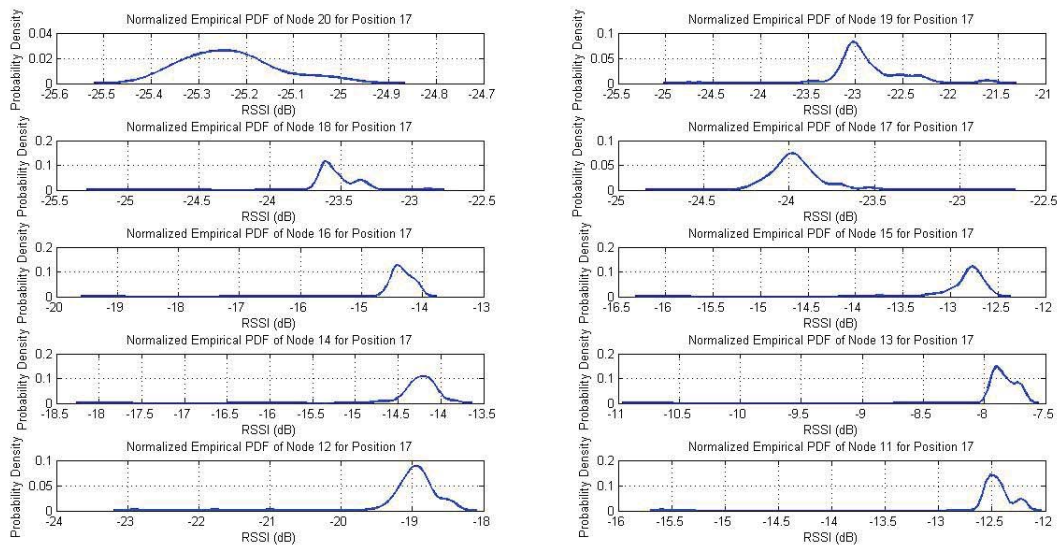 Normalized Empirical PDF of Node 20 for Position 17
Probability Density
0.04
0.02
0
-25.6 -25.5 -25.4 -25.3 -25.2 -25.1 -25 -24.9 -24.8 -24.7
RSSI (dB)
Normalized Empirical PDF of Node 19 for Position 17
Probability Density
0.1
0.05
0
-25.5 -25 -24.5 -24 -23.5 -23 -22.5 -22 -21.5 -21
RSSI (dB)
Normalized Empirical PDF of Node 18 for Position 17
Probability Density
0.2
0.1
0
-25.5 -25 -24.5 -24 -23.5 -23 -22.5
RSSI (dB)
Normalized Empirical PDF of Node 17 for Position 17
Probability Density
0.1
0.05
0
-25 -24.5 -24 -23.5 -23 -22.5
RSSI (dB)
Normalized Empirical PDF of Node 16 for Position 17
Probability Density
0.2
0.1
0
-20 -19 -18 -17 -16 -15 -14 -13
RSSI (dB)
Normalized Empirical PDF of Node 15 for Position 17
Probability Density
0.2
0.1
0
-16.5 -16 -15.5 -15 -14.5 -14 -13.5 -13 -12.5 -12
RSSI (dB)
Normalized Empirical PDF of Node 14 for Position 17
Probability Density
0.2
0.1
0
-18.5 -18 -17.5 -17 -16.5 -16 -15.5 -15 -14.5 -14 -13.5
RSSI (dB)
Normalized Empirical PDF of Node 13 for Position 17
Probability Density
0.2
0.1
0
-11 -10.5 -10 -9.5 -9 -8.5 -8 -7.5
RSSI (dB)
Normalized Empirical PDF of Node 12 for Position 17
Probability Density
0.1
0.05
0
-24 -23 -22 -21 -20 -19 -18
RSSI (dB)
Normalized Empirical PDF of Node 11 for Position 17
Probability Density
0.2
0.1
0
-16 -15.5 -15 -14.5 -14 -13.5 -13 -12.5 -12
RSSI (dB)